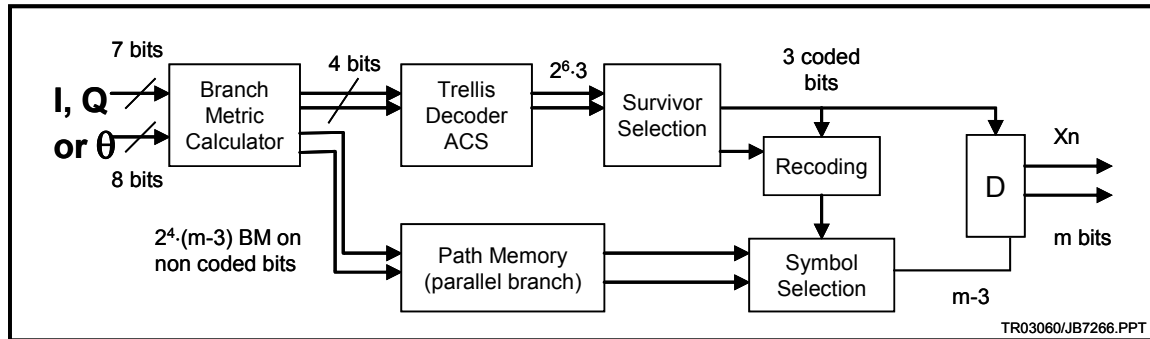 7 bits
I, Q
or θ
8 bits
Branch
Metric
Calculator
4 bits
Trellis
Decoder
ACS
2⁶·3
Survivor
Selection
3 coded
bits
Recoding
D
Xn
m bits
2⁴·(m-3) BM on
non coded bits
Path Memory
(parallel branch)
Symbol
Selection
m-3
TR03060/JB7266.PPT